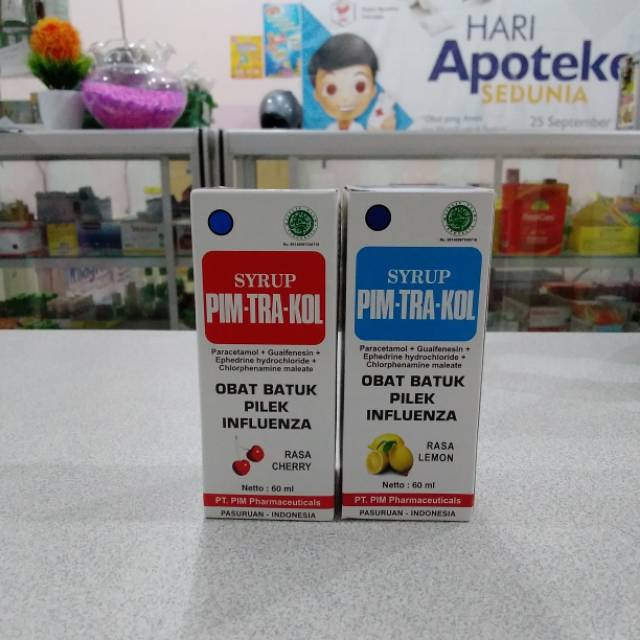 HARI
Apoteke
SEDUNIA
25 September
SYRUP
PIM-TRA-KOL
Paracetamol + Guaifenesin +
Ephedrine hydrochloride +
Chlorphenamine maleate
OBAT BATUK
PILEK
INFLUENZA
RASA
CHERRY
Netto : 60 ml
PT. PIM Pharmaceuticals
PASURUAN - INDONESIA
SYRUP
PIM-TRA-KOL
Paracetamol + Guaifenesin +
Ephedrine hydrochloride +
Chlorphenamine maleate
OBAT BATUK
PILEK
INFLUENZA
RASA
LEMON
Netto : 60 ml
PT. PIM Pharmaceuticals
PASURUAN - INDONESIA